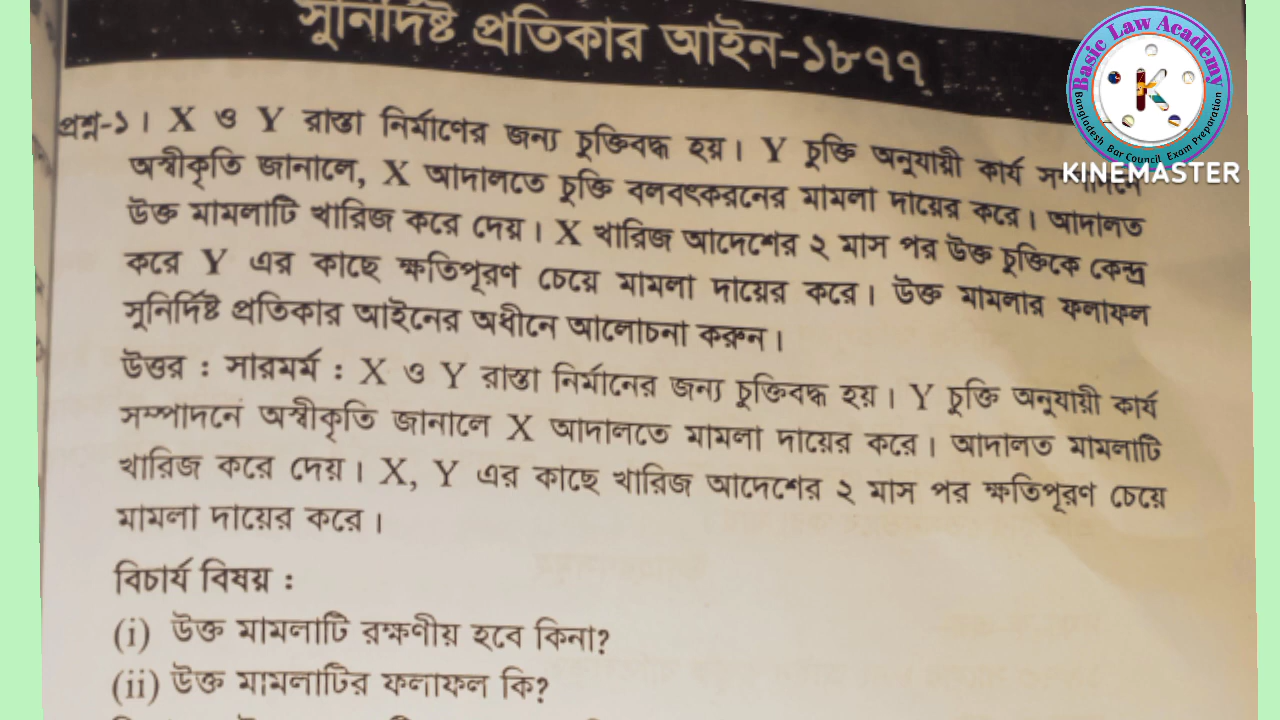 সুনির্দিষ্ট প্রতিকার আইন-১৮৭৭
Basic Law Academy
Bangladesh Bar Council Exam Preparation
K
KINEMASTER
প্রশ্ন-১। X ও Y রাস্তা নির্মাণের জন্য চুক্তিবদ্ধ হয়। Y চুক্তি অনুযায়ী কার্য সম্পাদনে
অস্বীকৃতি জানালে, X আদালতে চুক্তি বলবৎকরনের মামলা দায়ের করে। আদালত
উক্ত মামলাটি খারিজ করে দেয়। X খারিজ আদেশের ২ মাস পর উক্ত চুক্তিকে কেন্দ্র
করে Y এর কাছে ক্ষতিপূরণ চেয়ে মামলা দায়ের করে। উক্ত মামলার ফলাফল
সুনির্দিষ্ট প্রতিকার আইনের অধীনে আলোচনা করুন।
উত্তর : সারমর্ম : X ও Y রাস্তা নির্মানের জন্য চুক্তিবদ্ধ হয়। Y চুক্তি অনুযায়ী কার্য
সম্পাদনে অস্বীকৃতি জানালে X আদালতে মামলা দায়ের করে। আদালত মামলাটি
খারিজ করে দেয়। X, Y এর কাছে খারিজ আদেশের ২ মাস পর ক্ষতিপূরণ চেয়ে
মামলা দায়ের করে।
বিচার্য বিষয় :
(i) উক্ত মামলাটি রক্ষণীয় হবে কিনা?
(ii) উক্ত মামলাটির ফলাফল কি?